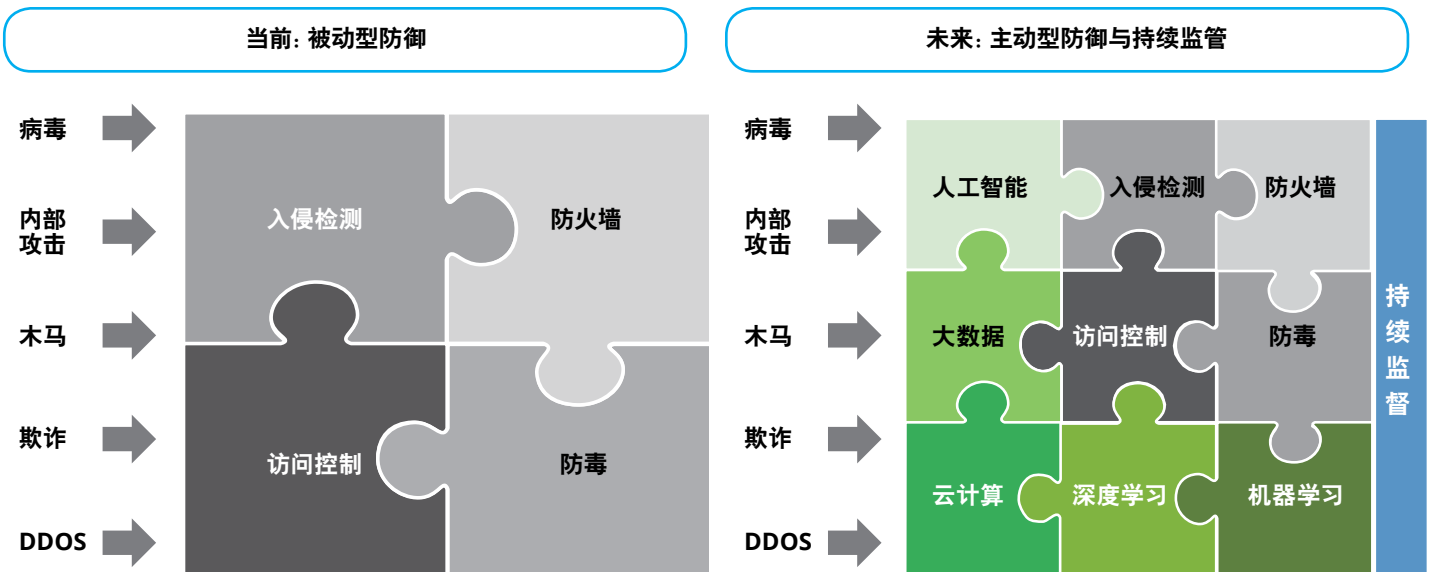 当前: 被动型防御
病毒
内部
攻击
木马
欺诈
DDOS
入侵检测
防火墙
访问控制
防毒
未来: 主动型防御与持续监管
病毒
内部
攻击
木马
欺诈
DDOS
人工智能
入侵检测
防火墙
大数据
访问控制
防毒
云计算
深度学习
机器学习
持
续
监
督